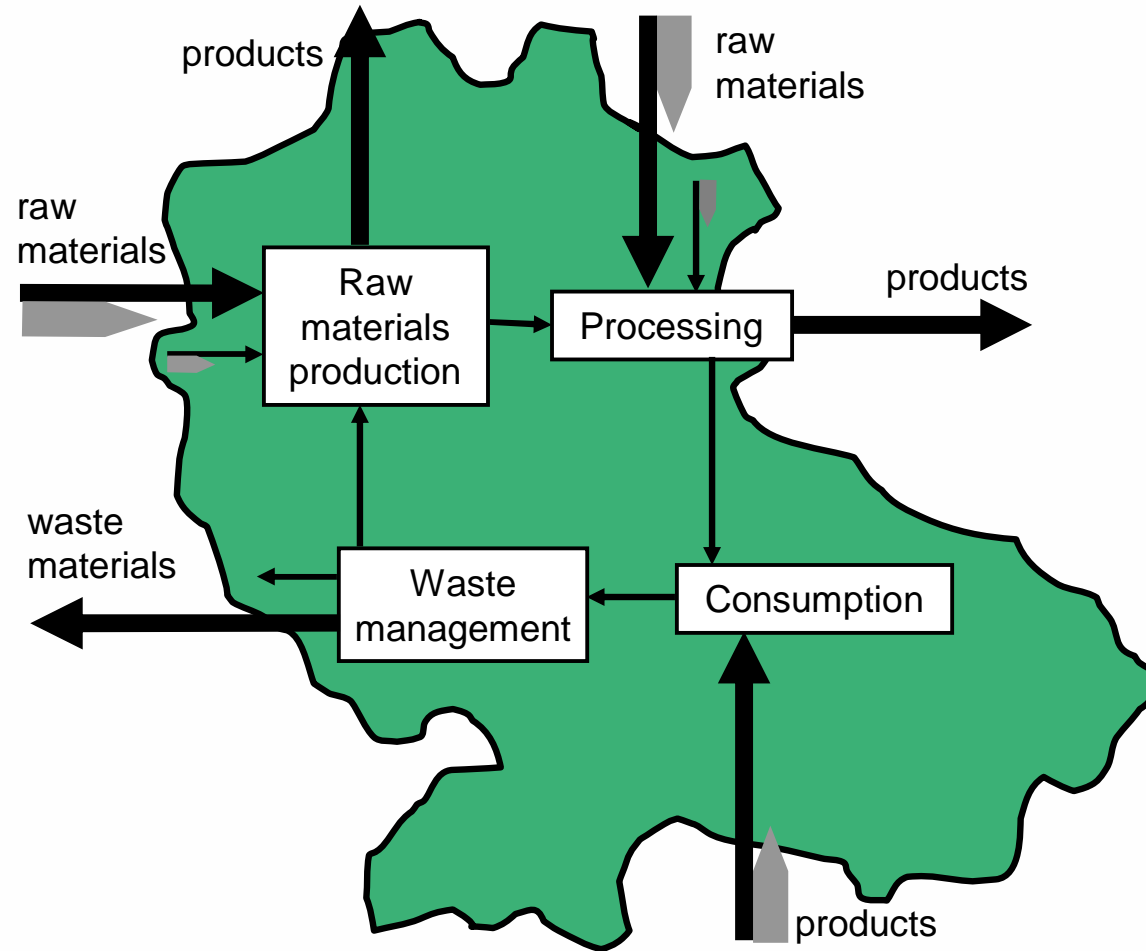 products
raw
materials
raw
materials
Raw
materials
production
Processing
products
waste
materials
Waste
management
Consumption
products